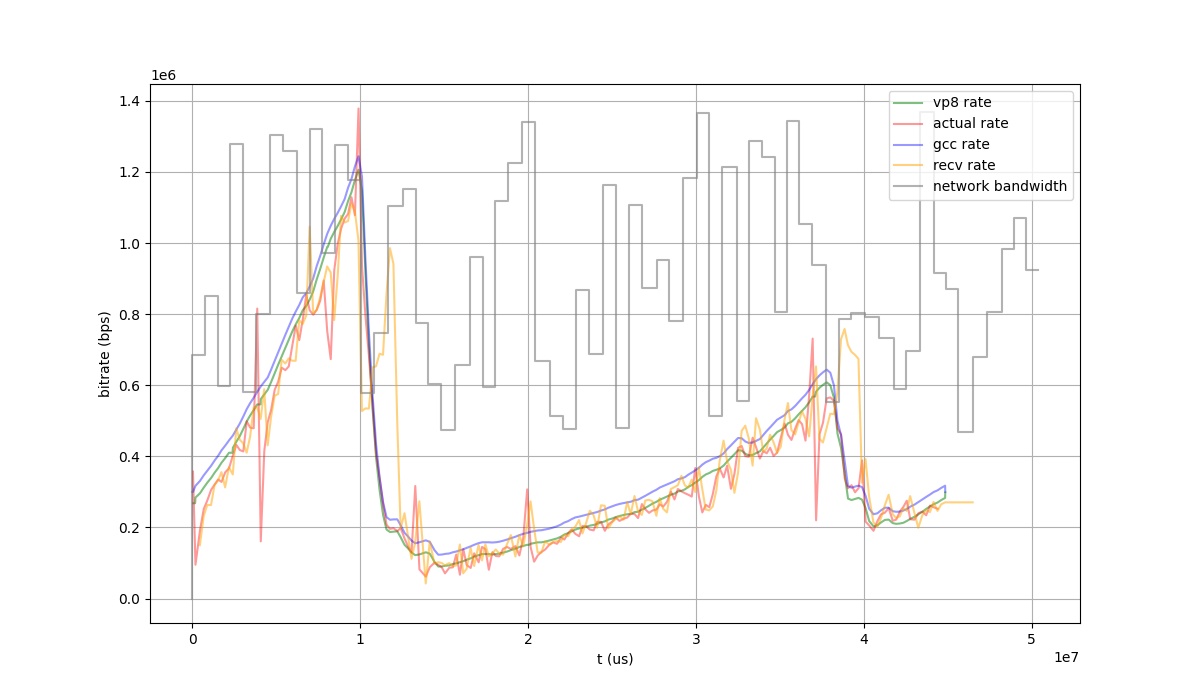 1e6
1.4
1.2
1.0
0.8
0.6
0.4
0.2
0.0
bitrate (bps)
vp8 rate
actual rate
gcc rate
recv rate
network bandwidth
0
1
2
3
4
5
t (us)
1e7